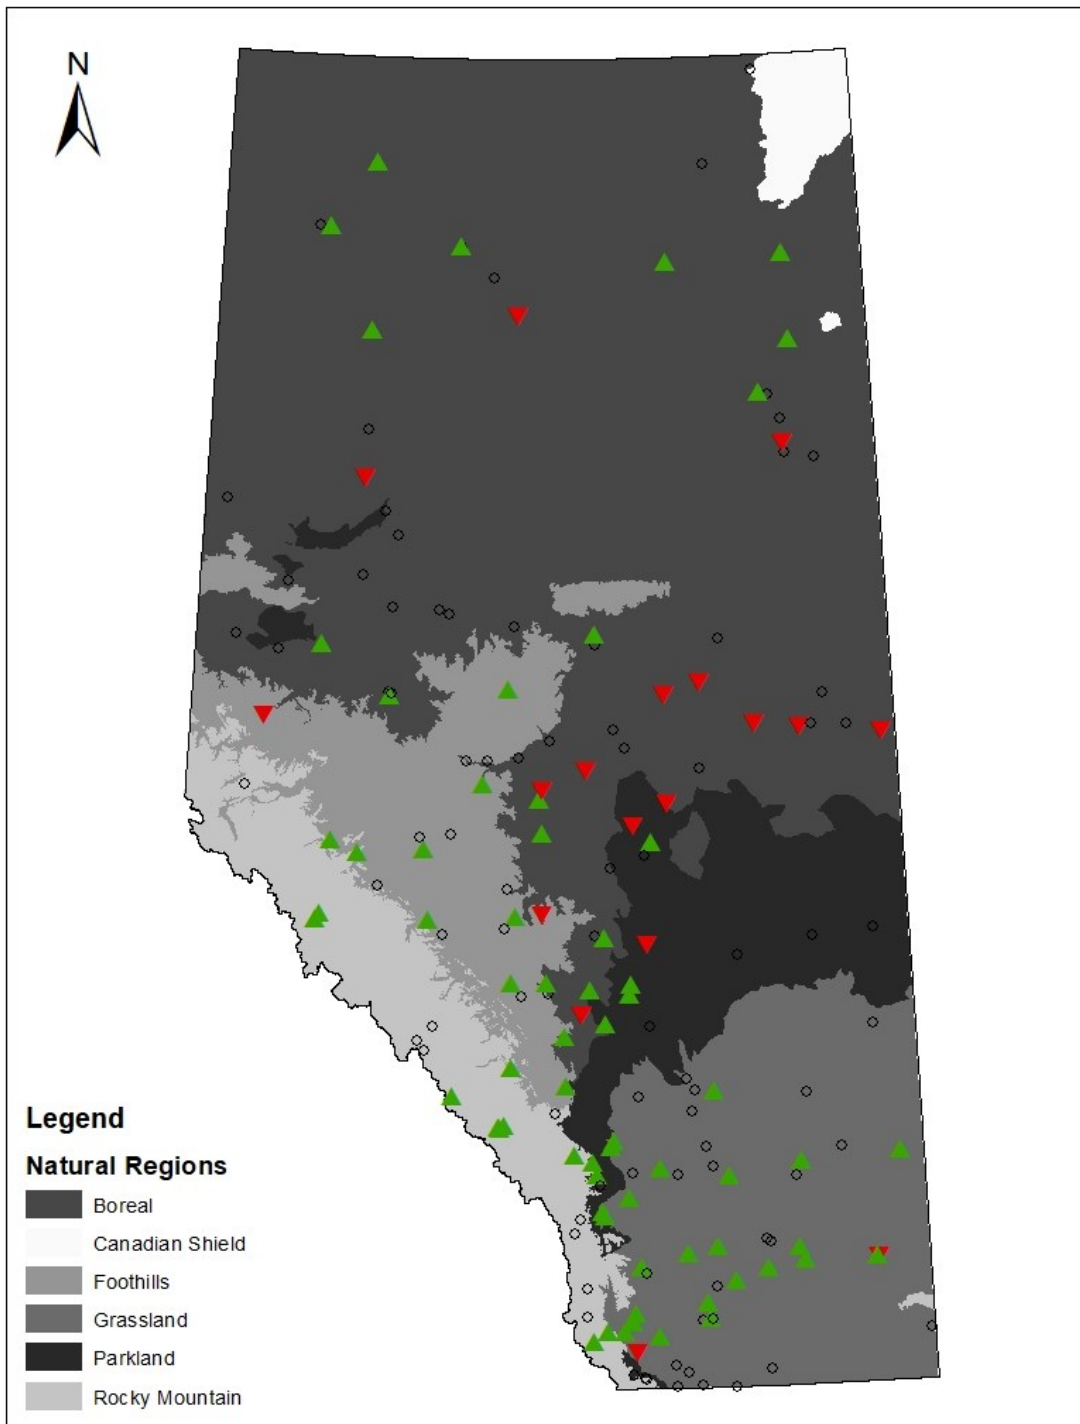 N
Legend
Natural Regions
Boreal
Canadian Shield
Foothills
Grassland
Parkland
Rocky Mountain